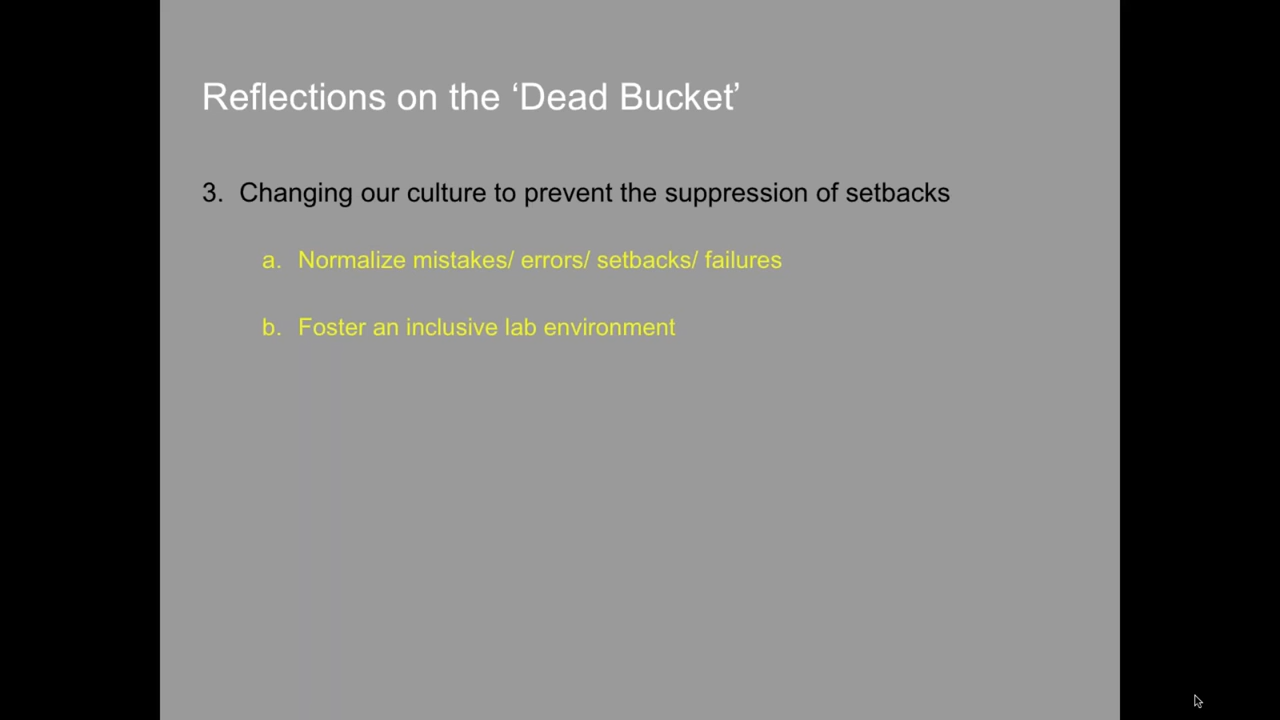 Reflections on the ‘Dead Bucket’
3. Changing our culture to prevent the suppression of setbacks
a. Normalize mistakes/ errors/ setbacks/ failures
b. Foster an inclusive lab environment